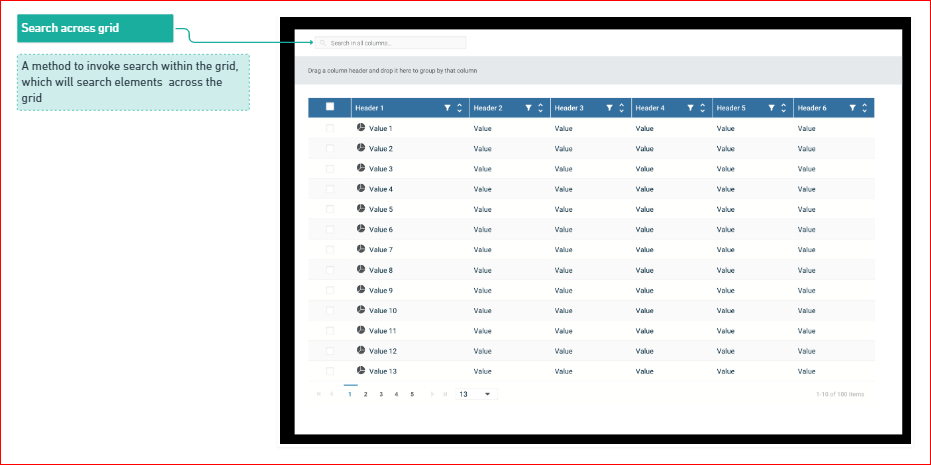 Search across grid
A method to invoke search within the grid,
which will search elements across the
grid
Search in all columns...
Drag a column header and drop it here to group by that column
Header 1 Header 2 Header 3 Header 4 Header 5 Header 6
Value 1 Value Value Value Value Value
Value 2 Value Value Value Value Value
Value 3 Value Value Value Value Value
Value 4 Value Value Value Value Value
Value 5 Value Value Value Value Value
Value 6 Value Value Value Value Value
Value 7 Value Value Value Value Value
Value 8 Value Value Value Value Value
Value 9 Value Value Value Value Value
Value 10 Value Value Value Value Value
Value 11 Value Value Value Value Value
Value 12 Value Value Value Value Value
Value 13 Value Value Value Value Value
1 2 3 4 5 13 1-10 of 100 items